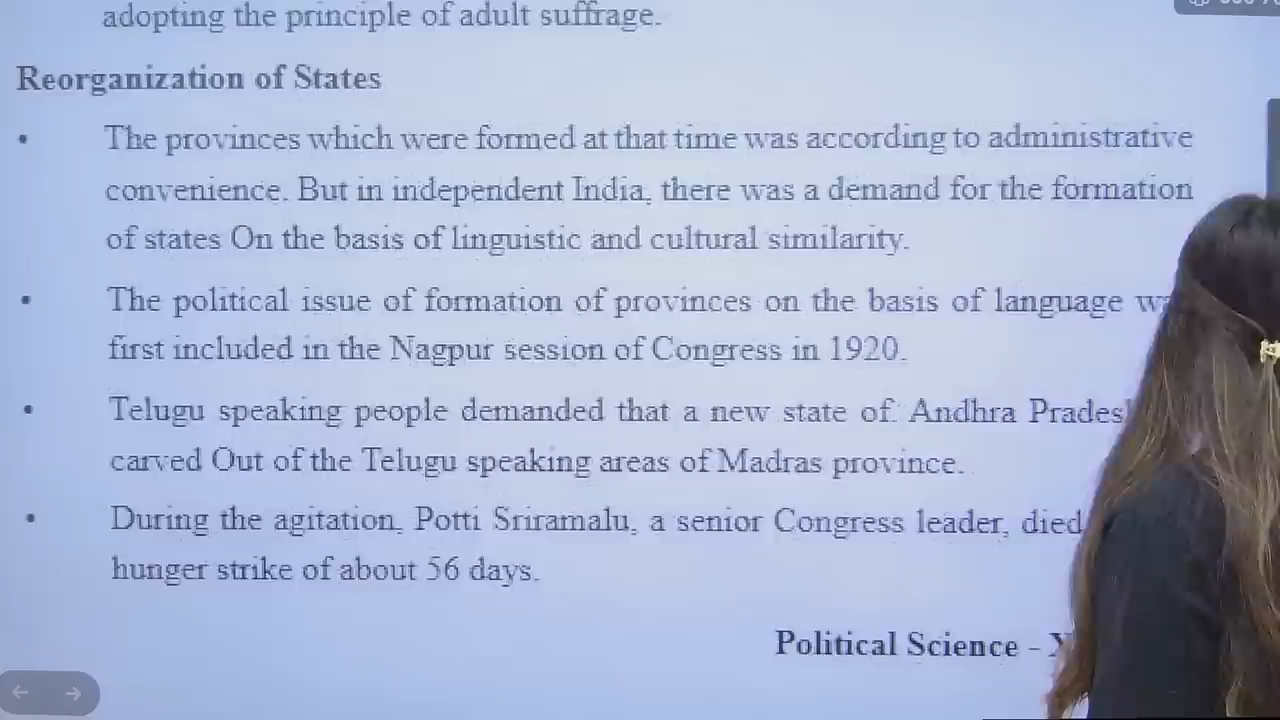 adopting the principle of adult suffrage.
Reorganization of States
• The provinces which were formed at that time was according to administrative
convenience. But in independent India, there was a demand for the formation
of states On the basis of linguistic and cultural similarity.
• The political issue of formation of provinces on the basis of language
first included in the Nagpur session of Congress in 1920.
• Telugu speaking people demanded that a new state of. Andhra Pradesh
carved Out of the Telugu speaking areas of Madras province.
• During the agitation, Potti Sriramalu, a senior Congress leader, died
hunger strike of about 56 days.
Political Science -